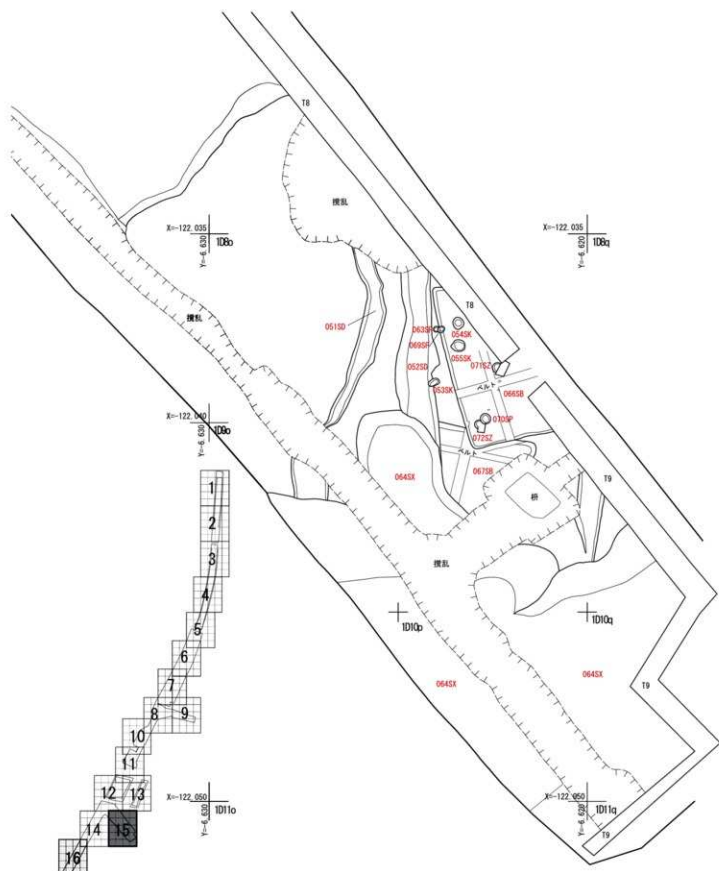 T8
撹乱
X=-122.035
Y=-6.630
1D8o
X=-122.035
Y=-6.620
1D8q
撹乱
051SD
T8
063SP
069SP
054SK
055SK
052SD
053SK
071SZ
ベルト
066SB
070SP
072SZ
X=-122.040
Y=-6.630
1D9o
ベルト
064SX
067SB
T9
撹乱
1D10p
1D10q
064SX
064SX
T9
1
2
3
4
5
6
7
8
9
10
11
12
13
14
15
16
X=-122.050
Y=-6.630
1D11o
X=-122.050
Y=-6.620
1D11q
T9